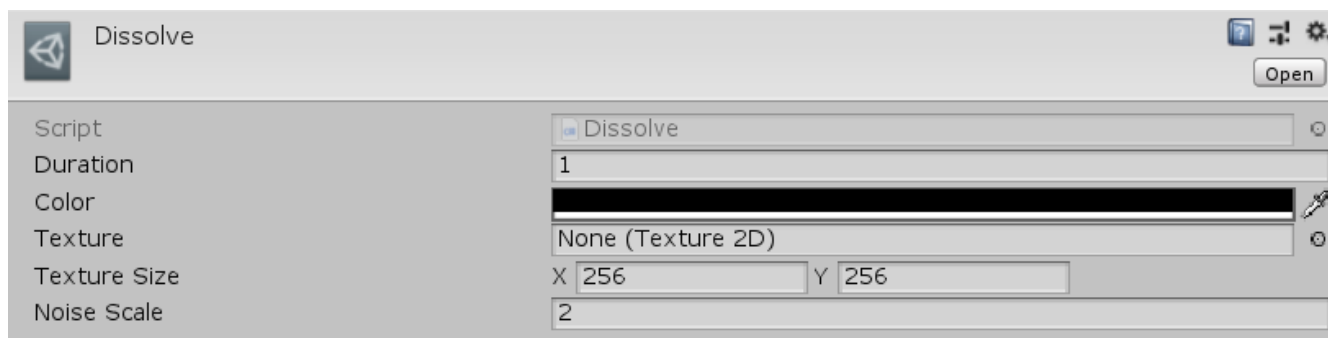 Dissolve
Open
Script Dissolve
Duration 1
Color
Texture None (Texture 2D)
Texture Size X 256 Y 256
Noise Scale 2